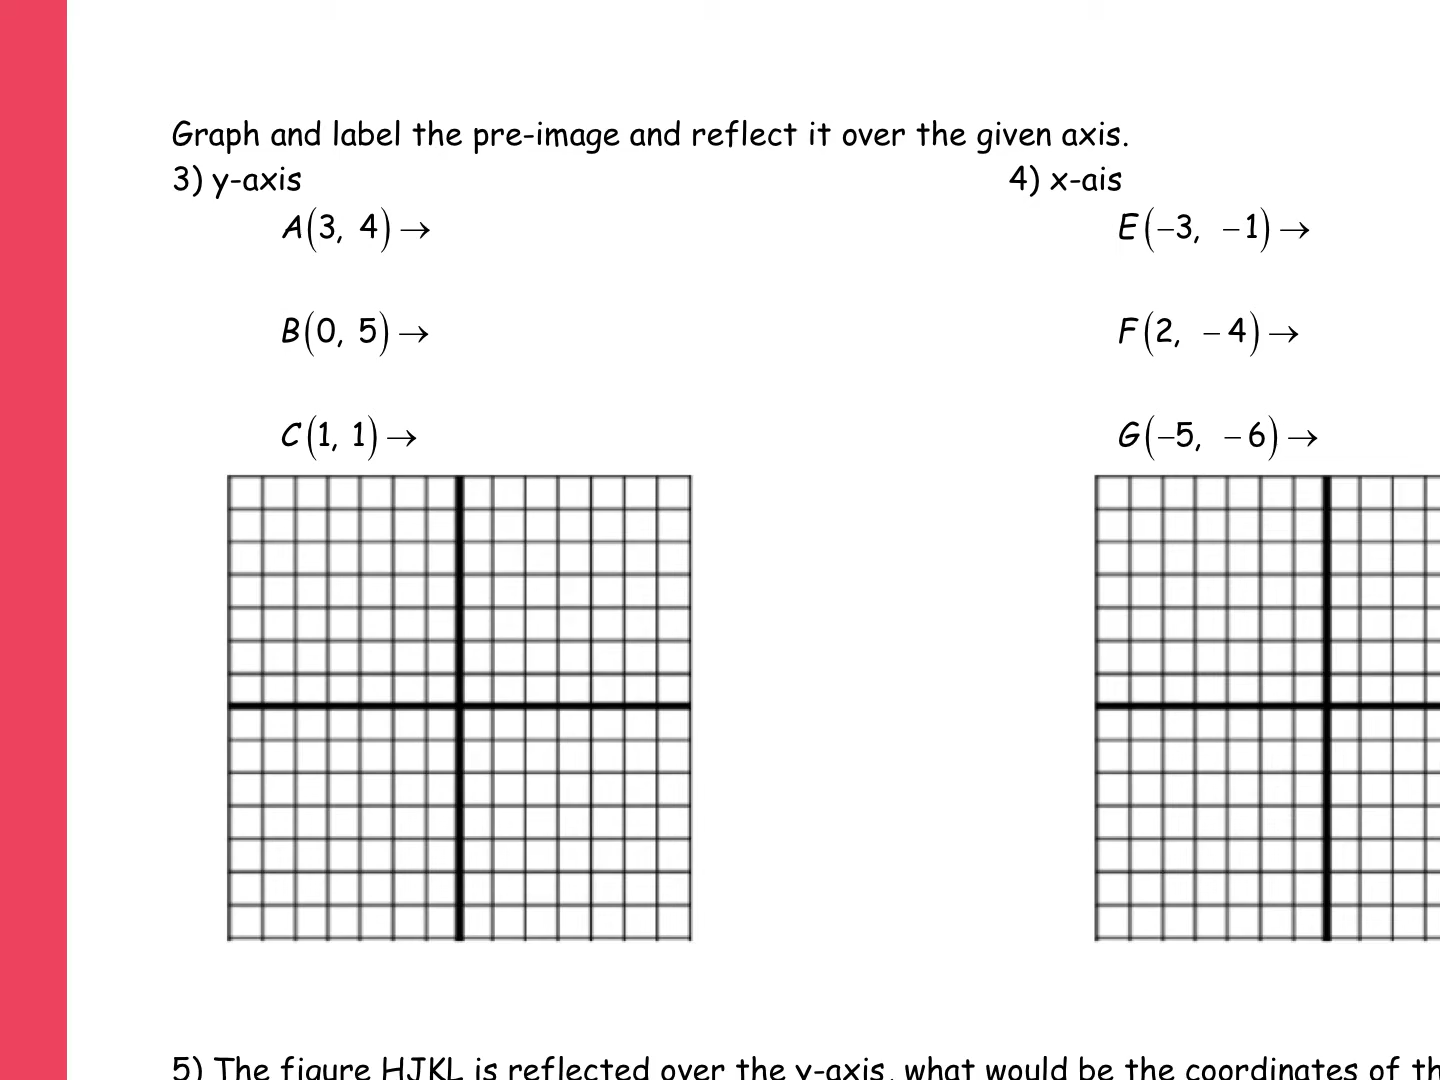 Graph and label the pre-image and reflect it over the given axis.
3) y-axis
A(3, 4)→
B(0, 5)→
C(1, 1)→
4) x-ais
E(−3, −1)→
F(2, −4)→
G(−5, −6)→
5) The figure HJKL is reflected over the y-axis, what would be the coordinates of th